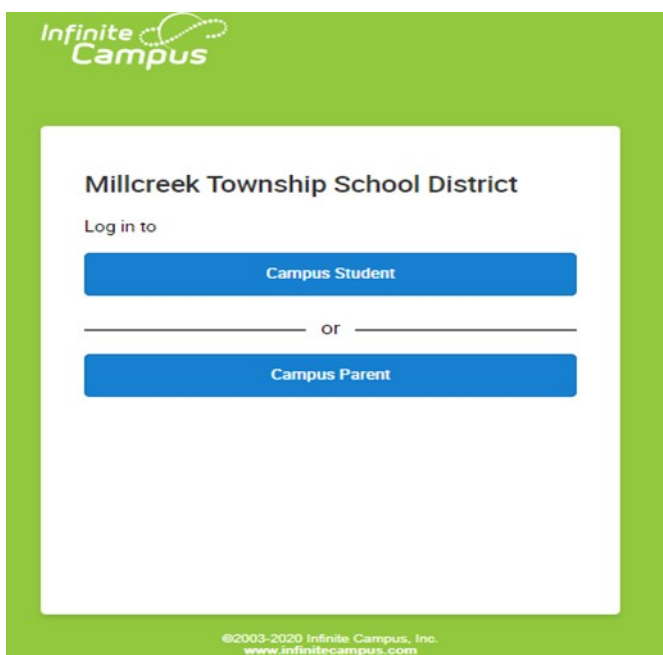 Infinite
Campus
Millcreek Township School District
Log in to
Campus Student
or
Campus Parent
©2003-2020 Infinite Campus, Inc.
www.infinitecampus.com